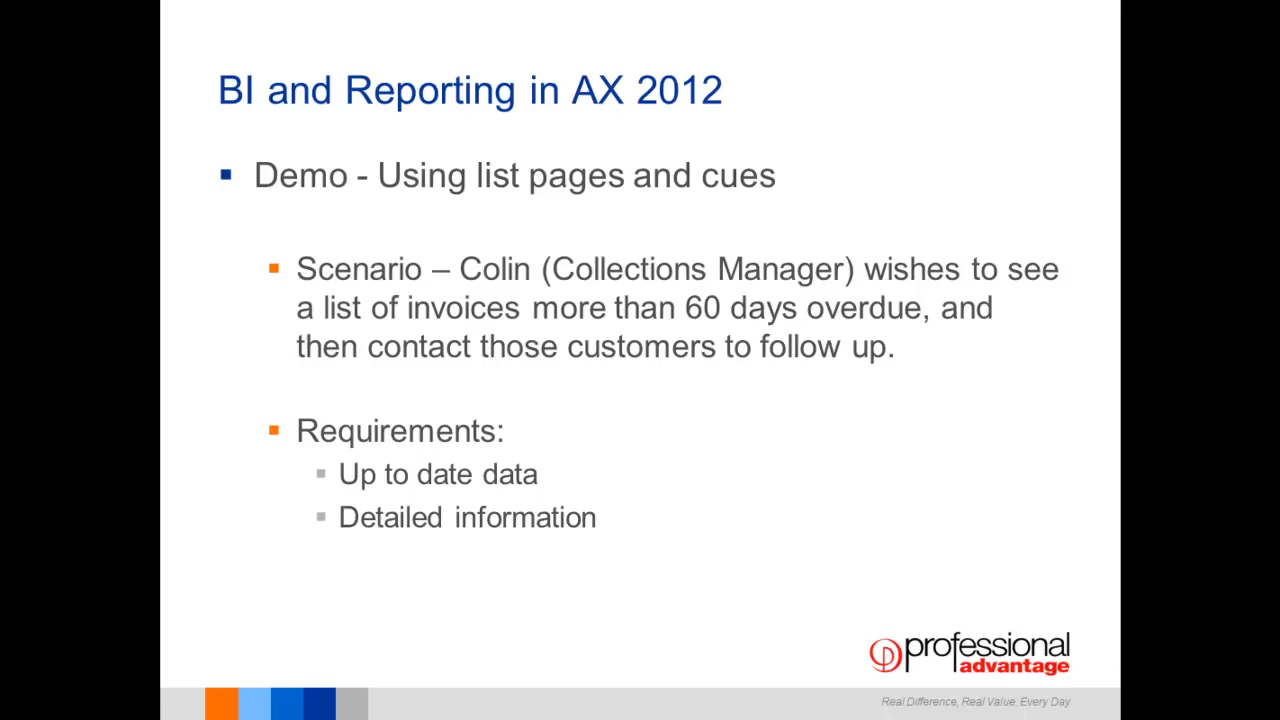 BI and Reporting in AX 2012
Demo - Using list pages and cues
Scenario – Colin (Collections Manager) wishes to see
a list of invoices more than 60 days overdue, and
then contact those customers to follow up.
Requirements:
Up to date data
Detailed information
professional
advantage
Real Difference, Real Value, Every Day